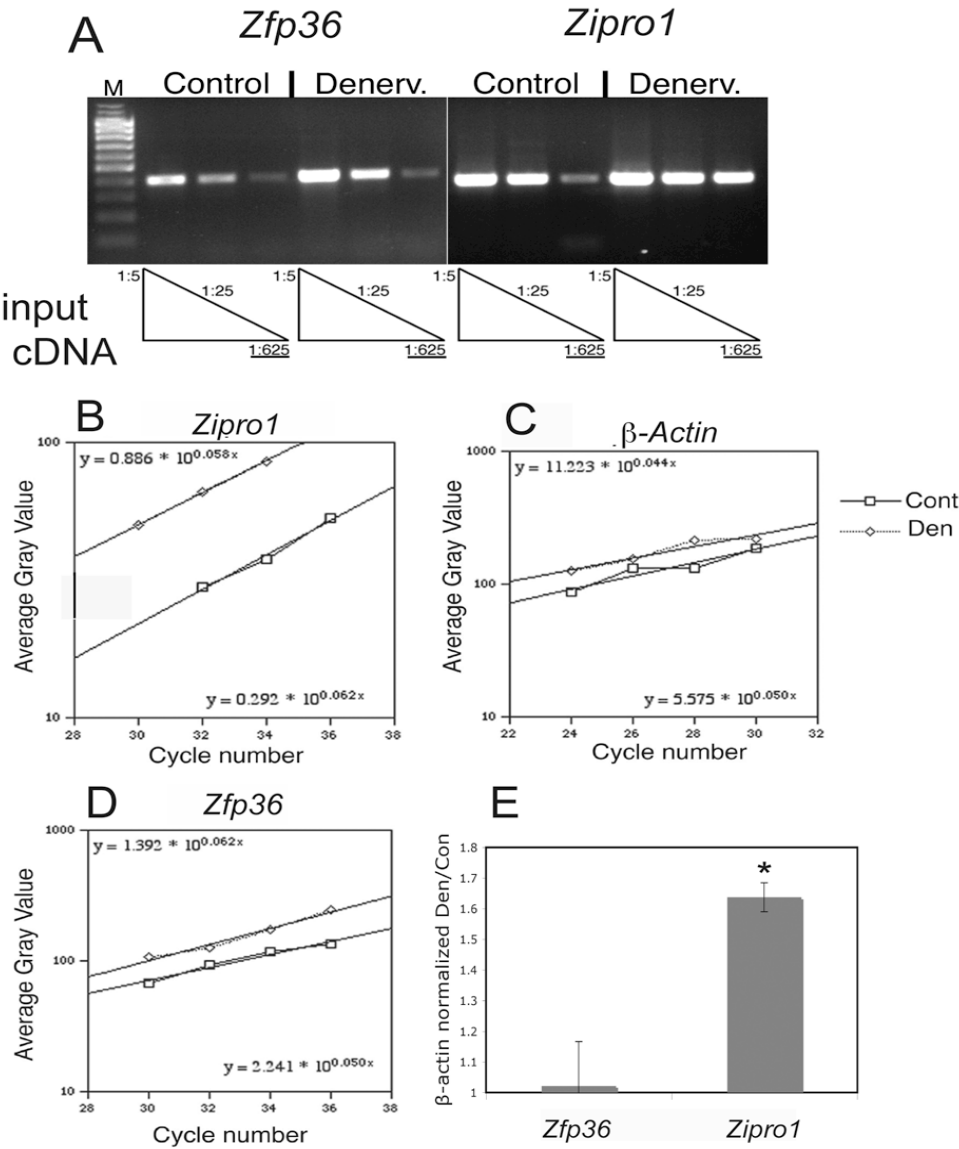 A
Zfp36 Zipro1
M Control | Denerv. Control | Denerv.
1:5 1:25 1:625 1:5 1:25 1:625 1:5 1:25 1:625 1:5 1:25 1:625
input
cDNA
B
Zipro1
100
y = 0.886 * 10^0.058x
Average Gray Value
y = 0.292 * 10^0.062x
10
28 30 32 34 36 38
Cycle number
C
β-Actin
1000
y = 11.223 * 10^0.044x
Average Gray Value
100
y = 5.575 * 10^0.050x
10
22 24 26 28 30 32
Cycle number
Cont
Den
D
Zfp36
1000
y = 1.392 * 10^0.062x
Average Gray Value
100
y = 2.241 * 10^0.050x
10
28 30 32 34 36 38
Cycle number
E
β-actin normalized Den/Con
1.8
1.7
*
1.6
1.5
1.4
1.3
1.2
1.1
1
Zfp36 Zipro1